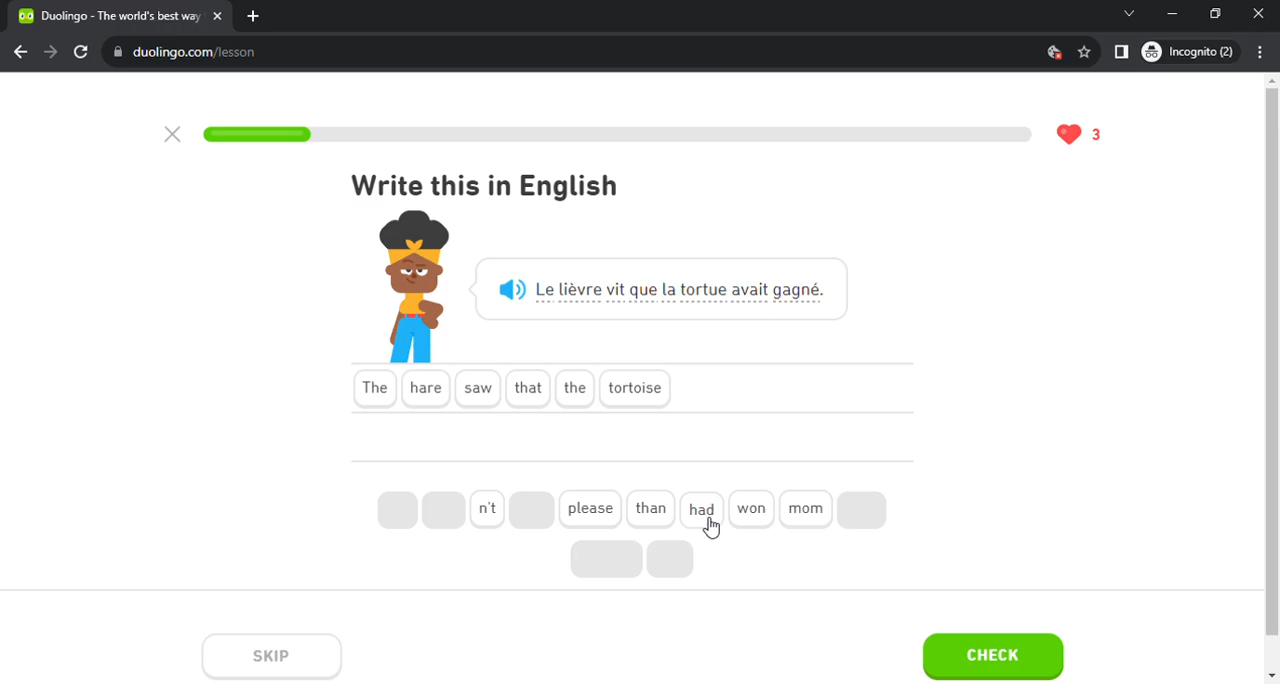 Duolingo - The world's best way
duolingo.com/lesson
Incognito (2)
3
Write this in English
Le lièvre vit que la tortue avait gagné.
The hare saw that the tortoise
n't please than had won mom
SKIP CHECK